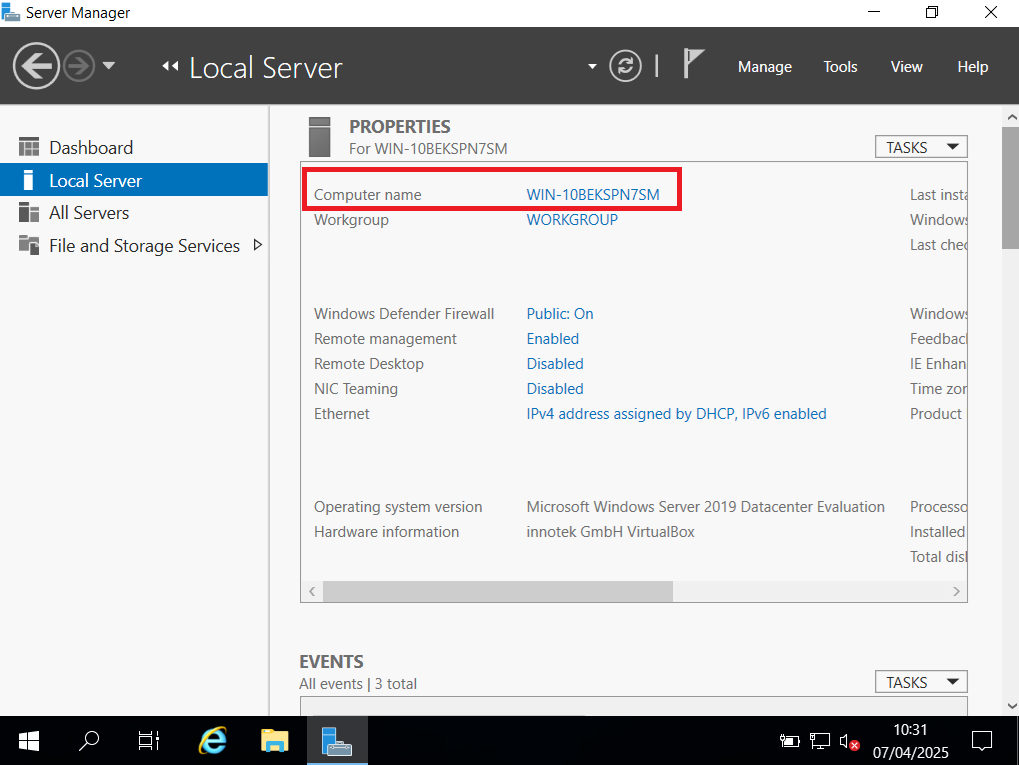 Server Manager
Local Server
Manage Tools View Help
Dashboard
Local Server
All Servers
File and Storage Services
PROPERTIES
For WIN-10BEKSPN7SM
TASKS
Computer name WIN-10BEKSPN7SM Last insta
Workgroup WORKGROUP Windows
Last chec
Windows Defender Firewall Public: On Windows
Remote management Enabled Feedbac
Remote Desktop Disabled IE Enhan
NIC Teaming Disabled Time zon
Ethernet IPv4 address assigned by DHCP, IPv6 enabled Product
Operating system version Microsoft Windows Server 2019 Datacenter Evaluation Processo
Hardware information innotek GmbH VirtualBox Installed
Total disk
EVENTS
All events | 3 total
TASKS
10:31
07/04/2025